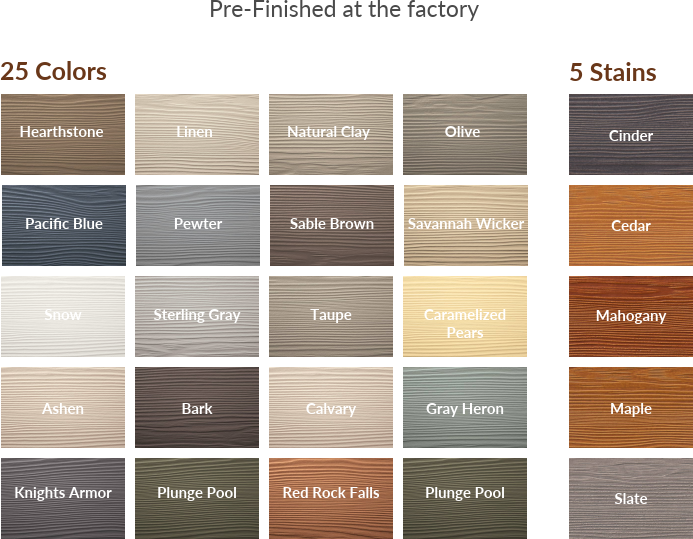 Pre-Finished at the factory
25 Colors
5 Stains
Hearthstone
Linen
Natural Clay
Olive
Cinder
Pacific Blue
Pewter
Sable Brown
Savannah Wicker
Cedar
Snow
Sterling Gray
Taupe
Caramelized
Pears
Mahogany
Ashen
Bark
Calvary
Gray Heron
Maple
Knights Armor
Plunge Pool
Red Rock Falls
Plunge Pool
Slate